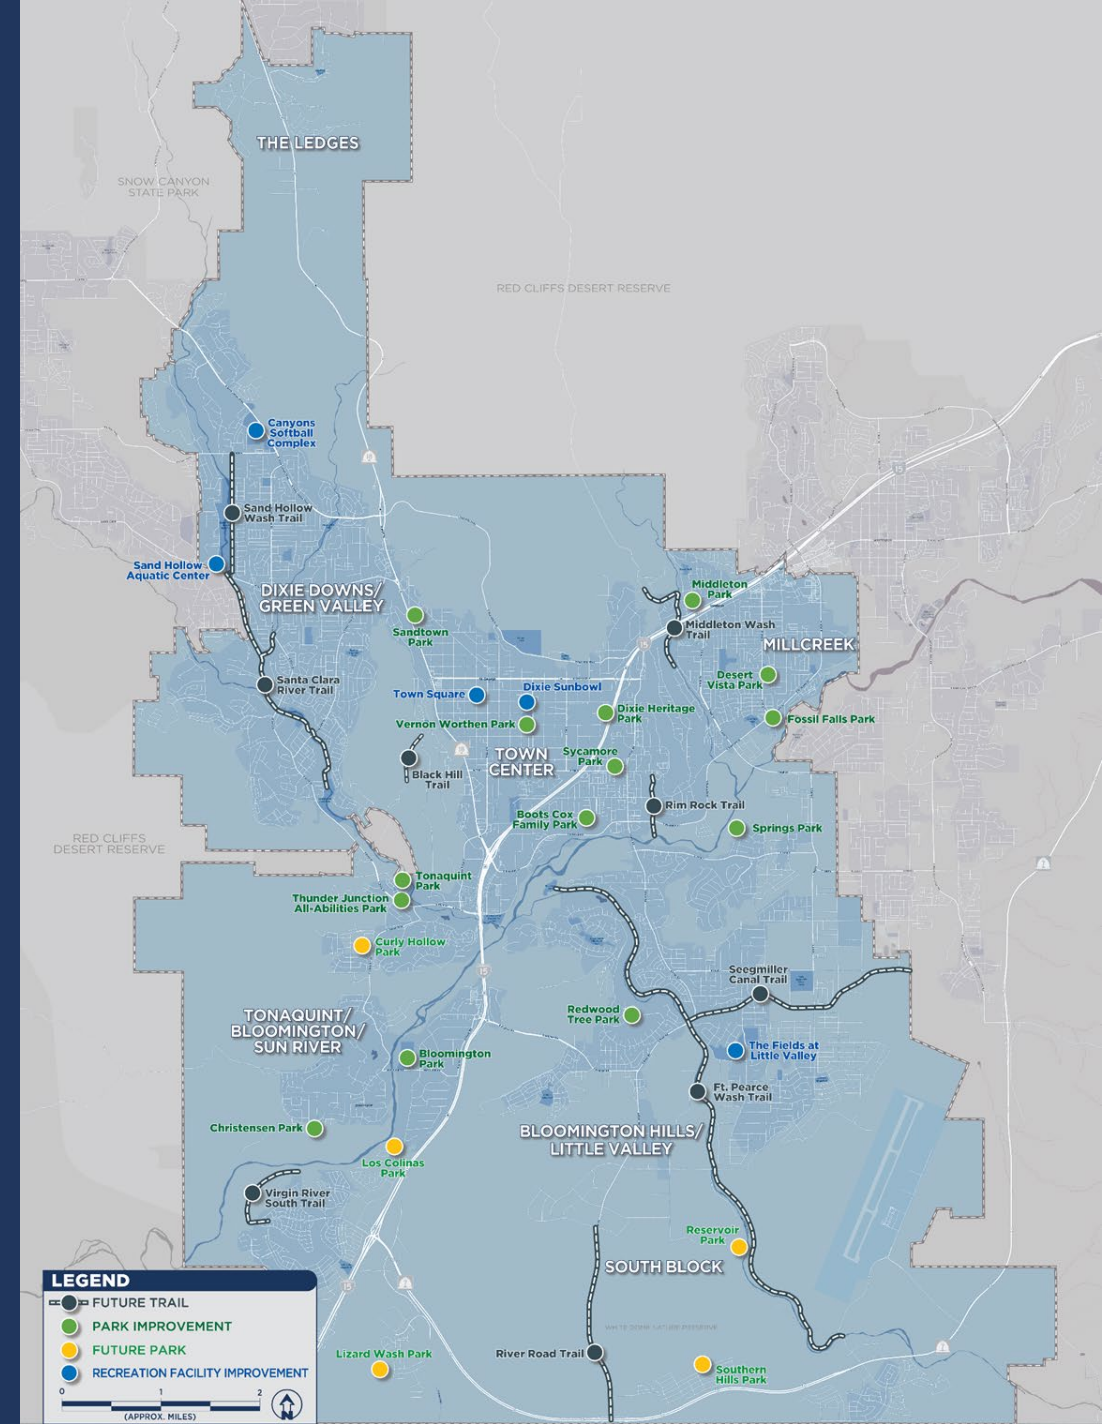 THE LEDGES
SNOW CANYON
STATE PARK
RED CLIFFS DESERT RESERVE
Canyons
Softball
Complex
15
Sand Hollow
Wash Trail
Sand Hollow
Aquatic Center
DIXIE DOWNS/
GREEN VALLEY
Middleton
Park
Sandtown
Park
Middleton Wash
Trail
MILLCREEK
Desert
Vista Park
Santa Clara
River Trail
Town Square
Dixie Sunbowl
Dixie Heritage
Park
Fossil Falls Park
Vernon Worthen Park
TOWN
CENTER
Sycamore
Park
Black Hill
Trail
Rim Rock Trail
Boots Cox
Family Park
Springs Park
RED CLIFFS
DESERT RESERVE
Tonaquint
Park
Thunder Junction
All-Abilities Park
Curly Hollow
Park
15
Seegmiller
Canal Trail
Redwood
Tree Park
TONAQUINT/
BLOOMINGTON/
SUN RIVER
Bloomington
Park
The Fields at
Little Valley
Ft. Pearce
Wash Trail
Christensen Park
BLOOMINGTON HILLS/
LITTLE VALLEY
Los Colinas
Park
Virgin River
South Trail
Reservoir
Park
SOUTH BLOCK
15
WHITE DOME NATURE PRESERVE
Lizard Wash Park
River Road Trail
Southern
Hills Park
LEGEND
FUTURE TRAIL
PARK IMPROVEMENT
FUTURE PARK
RECREATION FACILITY IMPROVEMENT
0 1 2
(APPROX. MILES)
N